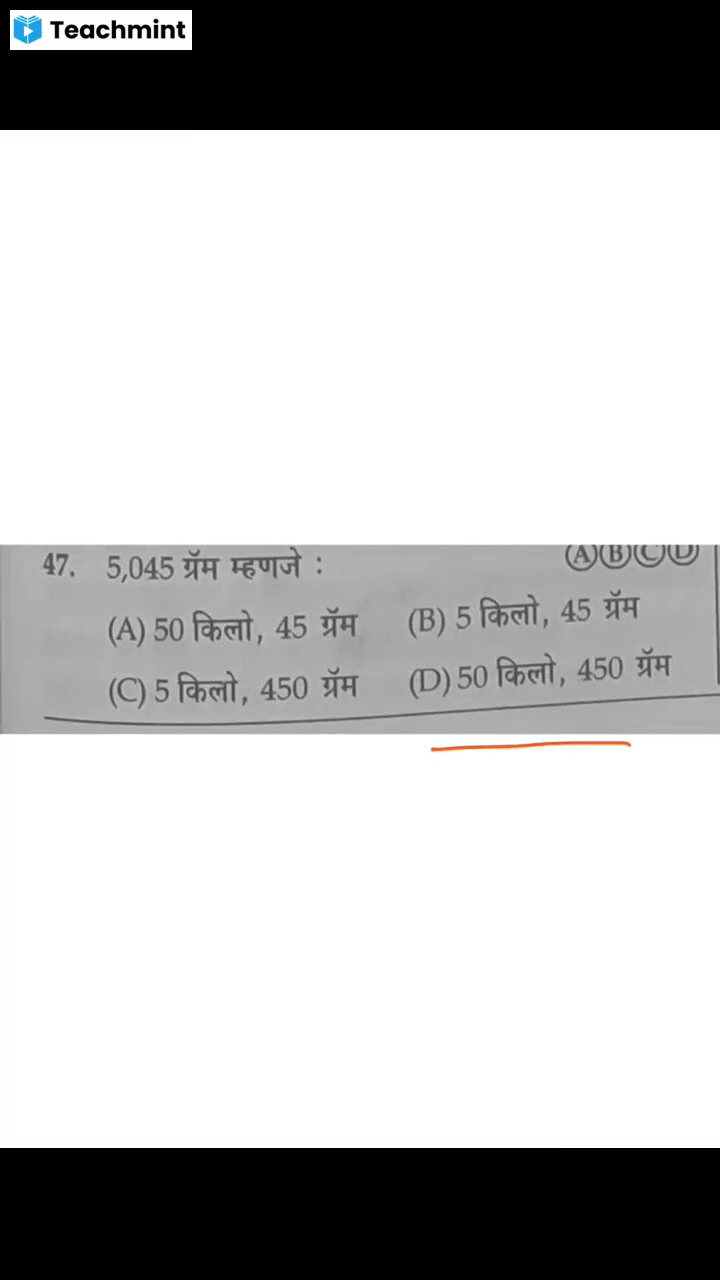 Teachmint
47. 5,045 ग्रॅम म्हणजे :
Ⓐ Ⓑ Ⓒ Ⓓ
(A) 50 किलो, 45 ग्रॅम (B) 5 किलो, 45 ग्रॅम
(C) 5 किलो, 450 ग्रॅम (D) 50 किलो, 450 ग्रॅम